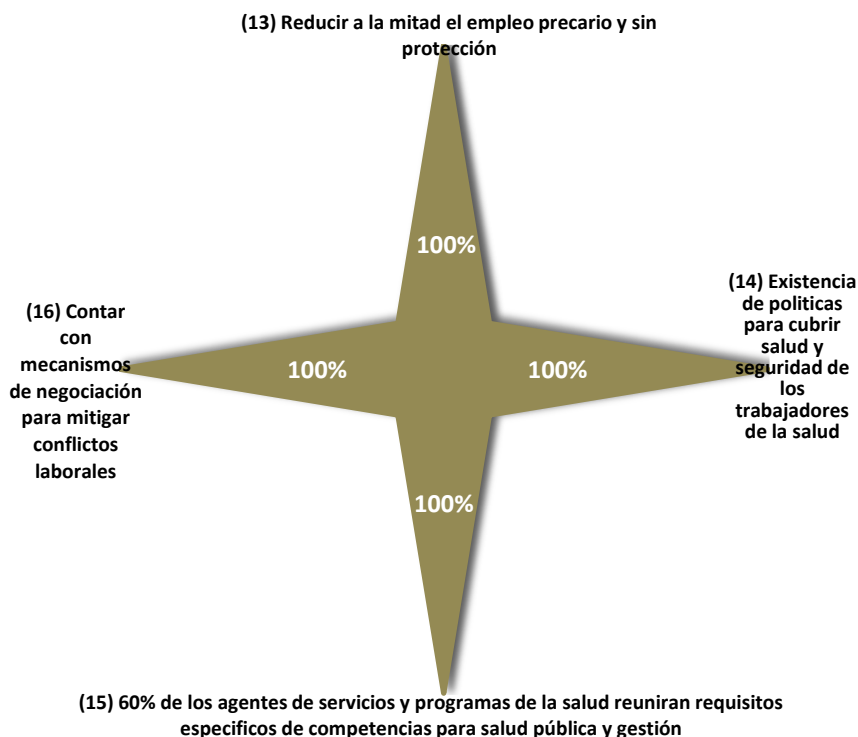 (13) Reducir a la mitad el empleo precario y sin
protección
100%
(14) Existencia
de politicas
para cubrir
salud y
seguridad de
los
trabajadores
de la salud
(16) Contar
con
mecanismos
de negociación
para mitigar
conflictos
laborales
100%
100%
100%
(15) 60% de los agentes de servicios y programas de la salud reuniran requisitos
especificos de competencias para salud pública y gestión